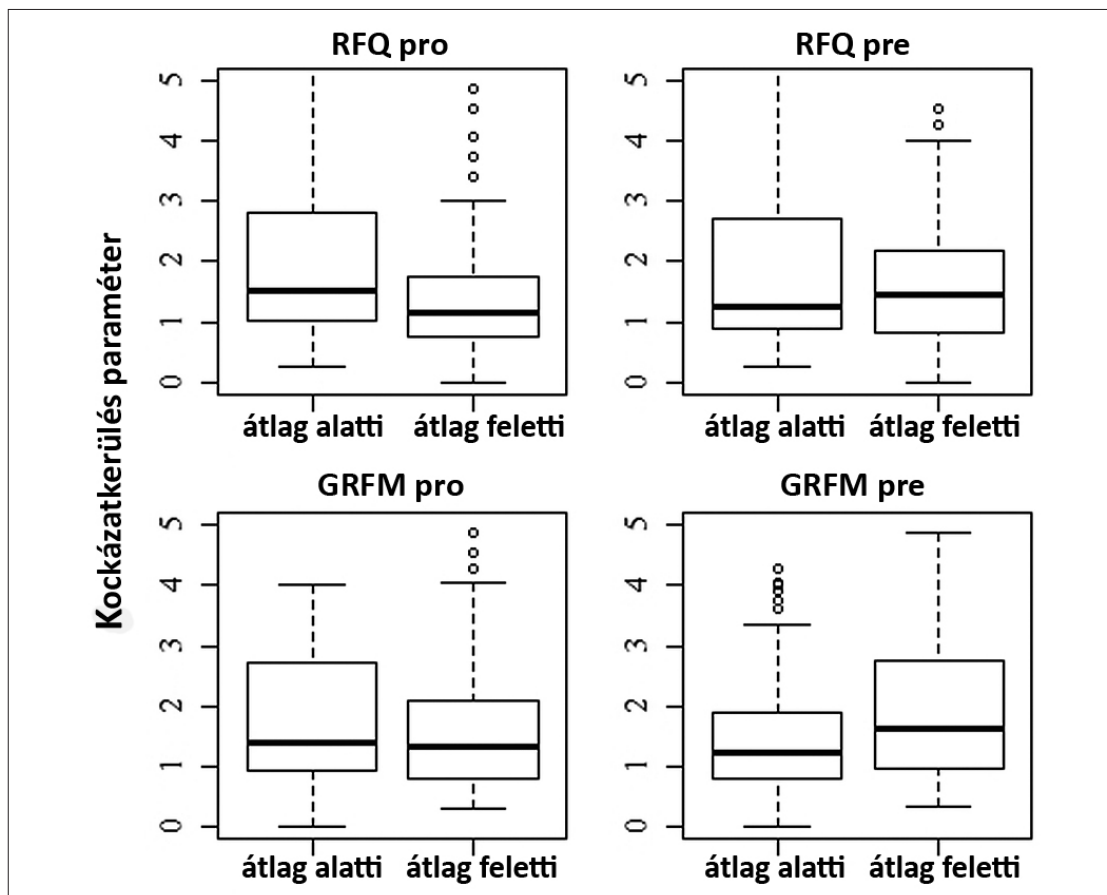 RFQ pro
5
4
3
2
1
0
átlag alatti átlag feletti
RFQ pre
5
4
3
2
1
0
átlag alatti átlag feletti
Kockázatkerülés paraméter
GRFM pro
5
4
3
2
1
0
átlag alatti átlag feletti
GRFM pre
5
4
3
2
1
0
átlag alatti átlag feletti